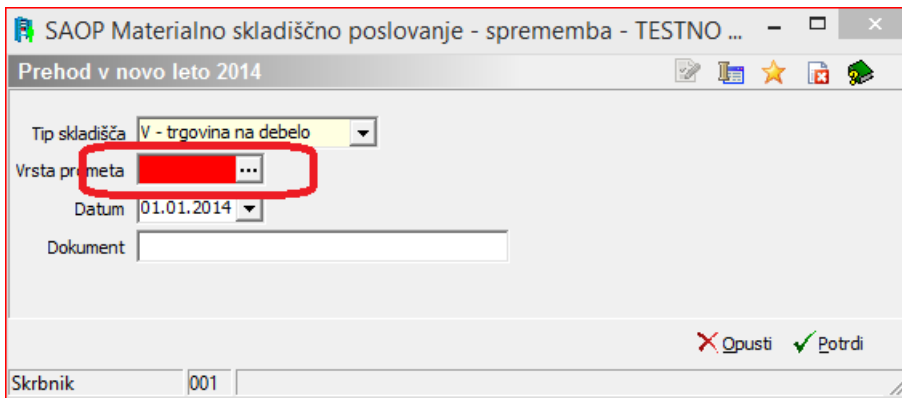 SAOP Materialno skladiščno poslovanje - sprememba - TESTNO ...
Prehod v novo leto 2014
Tip skladišča V - trgovina na debelo
Vrsta prometa ...
Datum 01.01.2014
Dokument
Opusti Potrdi
Skrbnik 001